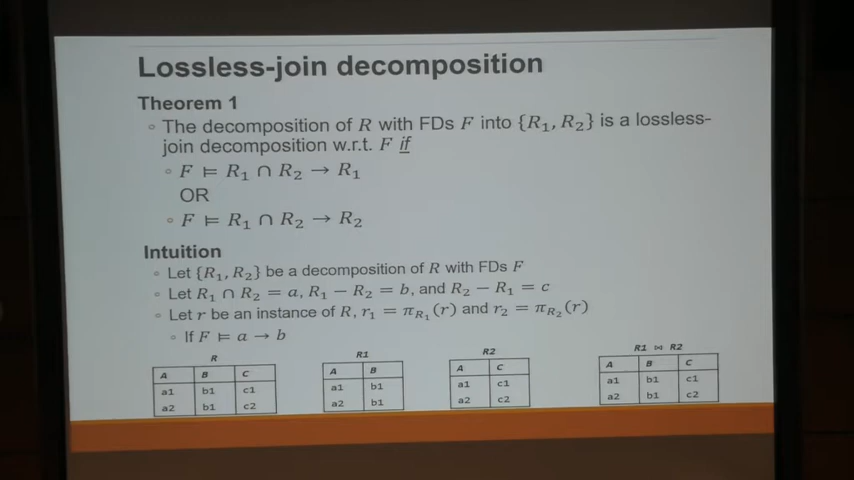 Lossless-join decomposition
Theorem 1
◦ The decomposition of R with FDs F into {R₁, R₂} is a lossless-
join decomposition w.r.t. F if
◦ F ⊨ R₁ ∩ R₂ → R₁
OR
◦ F ⊨ R₁ ∩ R₂ → R₂
Intuition
◦ Let {R₁, R₂} be a decomposition of R with FDs F
◦ Let R₁ ∩ R₂ = a, R₁ − R₂ = b, and R₂ − R₁ = c
◦ Let r be an instance of R, r₁ = π_R₁(r) and r₂ = π_R₂(r)
◦ If F ⊨ a → b
R
A B C
a1 b1 c1
a2 b1 c2
R1
A B
a1 b1
a2 b1
R2
A C
a1 c1
a2 c2
R1 ⋈ R2
A B C
a1 b1 c1
a2 b1 c2